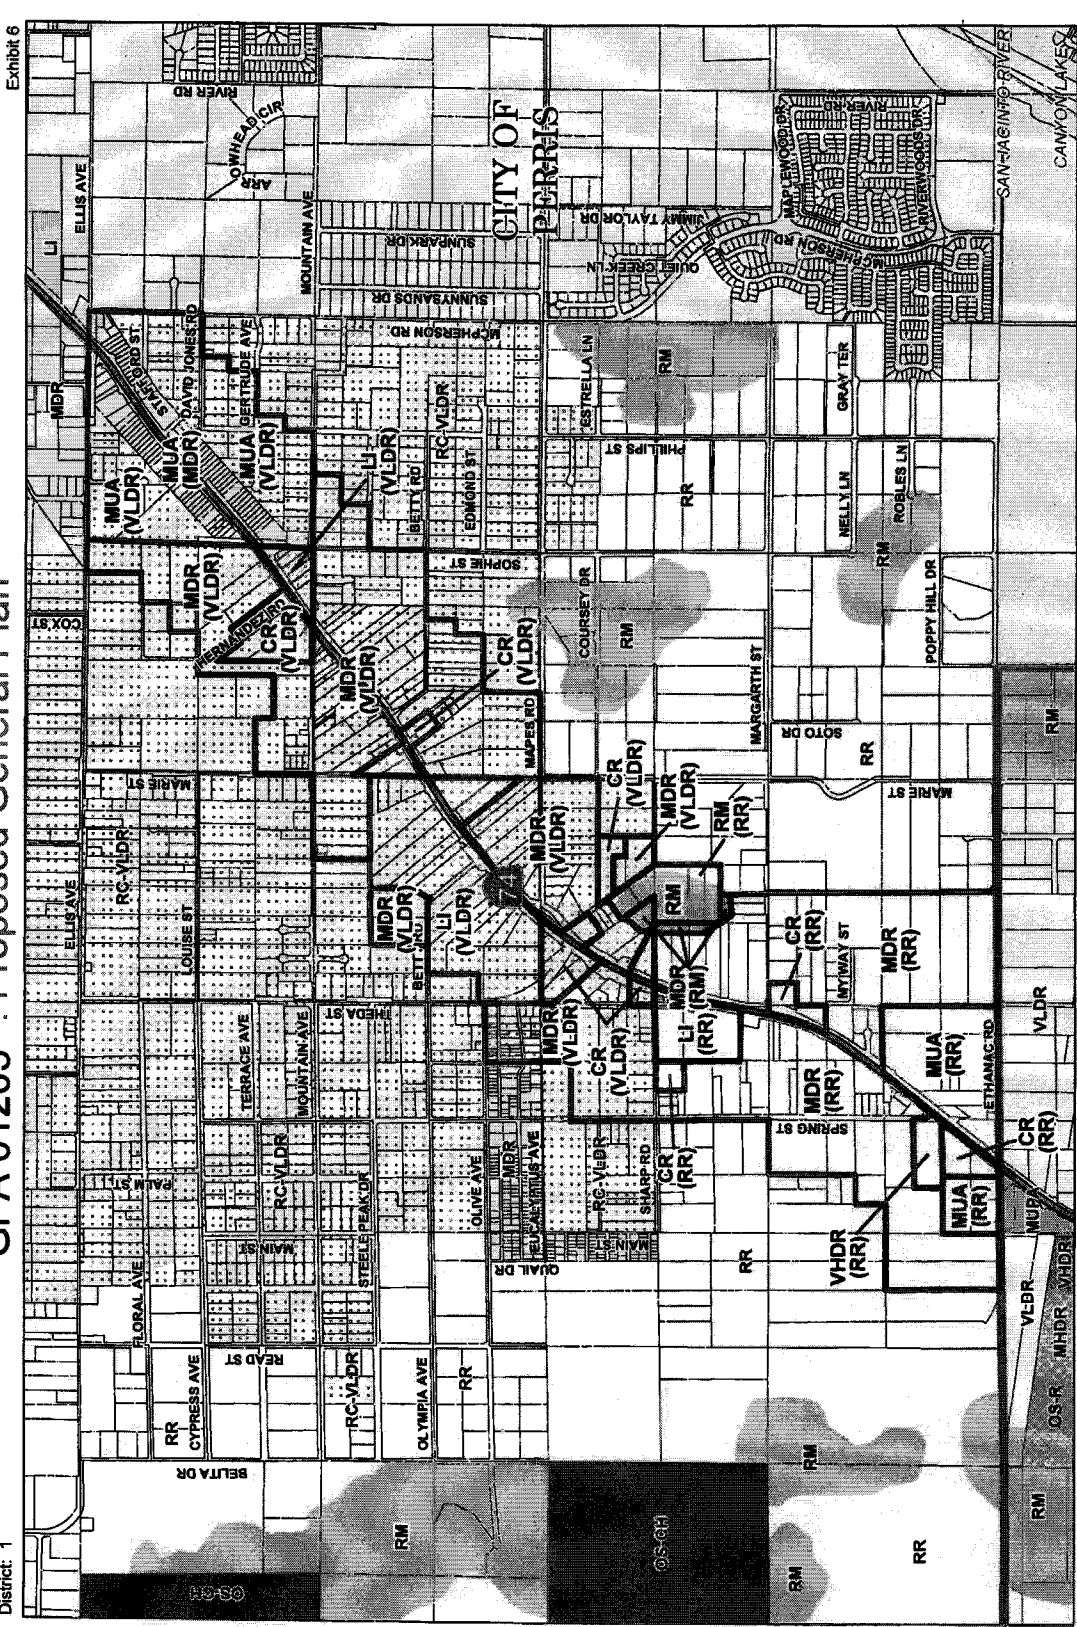 District: 1
Exhibit 6
LI
MDR
ELLIS AVE
COX ST
ELLIS AVE
MUA
(VLDR)
STANFORD ST
RC-VLDR
FLORAL AVE
PALM ST
MARIE ST
MUA
(MDR)
DAVID JONES RD
RIVER RD
RR
CYPRESS AVE
LOUISE ST
MDR
(VLDR)
HERNANDEZ RD
ARROWHEAD CIR
OS-CH
BELITA DR
READ ST
MAIN ST
TERRACE AVE
GERTRUDE AVE
MUA
(VLDR)
CR
(VLDR)
RC-VLDR
MOUNTAIN AVE
MOUNTAIN AVE
RC-VLDR
STEELE PEAK DR
THEDA ST
MDR
(VLDR)
LI
(VLDR)
SUNNYSANDS DR
SUNPARK DR
MCPHERSON RD
RM
OLYMPIA AVE
MDR
(VLDR)
BETTY RD
RC-VLDR
RR
LI
(VLDR)
EDMOND ST
SOPHIE ST
OLIVE AVE
MDR
EUCALYPTUS AVE
QUAIL DR
CR
(VLDR)
MAPES RD
CITY OF
PERRIS
MDR
(VLDR)
MDR
(VLDR)
COURSEY DR
ESTRELLA LN
QUIET CREEK LN
JIMMY TAYLOR DR
RC-VLDR
CR
(VLDR)
CR
(VLDR)
RM
MAIN ST
SHARP RD
OS-CH
CR
(RR)
LI
(RR)
MDR
(RM)
RM
MDR
(VLDR)
RM
(RR)
PHILLIPS ST
RR
RM
RR
MARGARTH ST
MAPLEWOOD DR
MCPHERSON RD
RIVER RD
SPRING ST
CR
(RR)
SOTO DR
RM
RM
MDR
(RR)
VHDR
(RR)
MYWAY ST
NELLY LN
GRAY TER
RR
RM
MDR
(RR)
ROBLES LN
RIVERWOODS DR
RR
MARIE ST
POPPY HILL DR
MUA
(RR)
MUA
(RR)
ETHANAC RD
SAN JACINTO RIVER
CR
(RR)
RM
VLDR
VLDR
RM
OS-R
MHDR
VHDR
CANYON LAKE